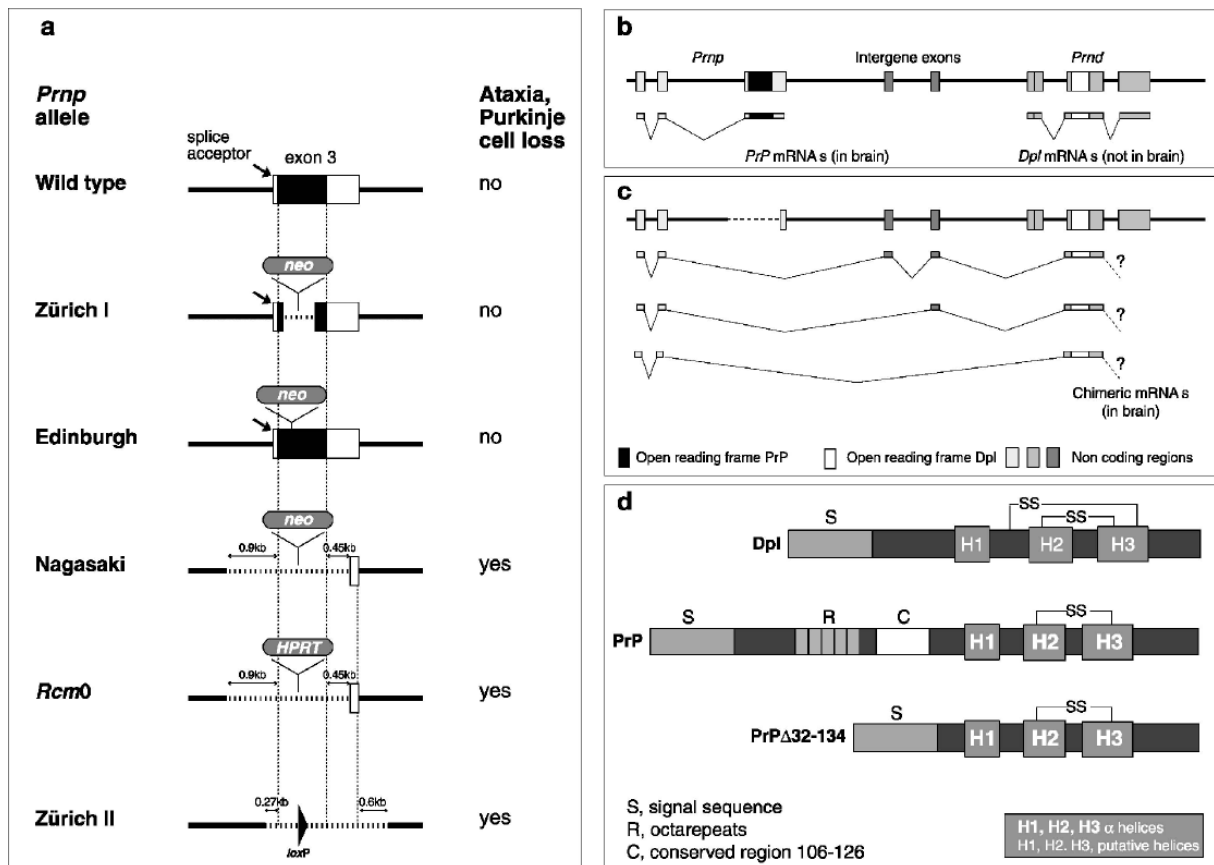 a
Prnp
allele
Ataxia,
Purkinje
cell loss
splice
acceptor
exon 3
Wild type
no
neo
Zürich I
no
neo
Edinburgh
no
neo
0.9kb
0.45kb
Nagasaki
yes
HPRT
0.9kb
0.45kb
Rcm0
yes
0.27kb
0.6kb
Zürich II
yes
loxP
b
Prnp
Intergene exons
Prnd
PrP mRNA s (in brain)
Dpl mRNA s (not in brain)
c
?
?
?
Chimeric mRNA s
(in brain)
Open reading frame PrP
Open reading frame Dpl
Non coding regions
d
S
SS
SS
Dpl
H1
H2
H3
S
R
C
SS
PrP
H1
H2
H3
S
SS
PrPΔ32-134
H1
H2
H3
S, signal sequence
R, octarepeats
C, conserved region 106-126
H1, H2, H3 α helices
H1, H2. H3, putative helices